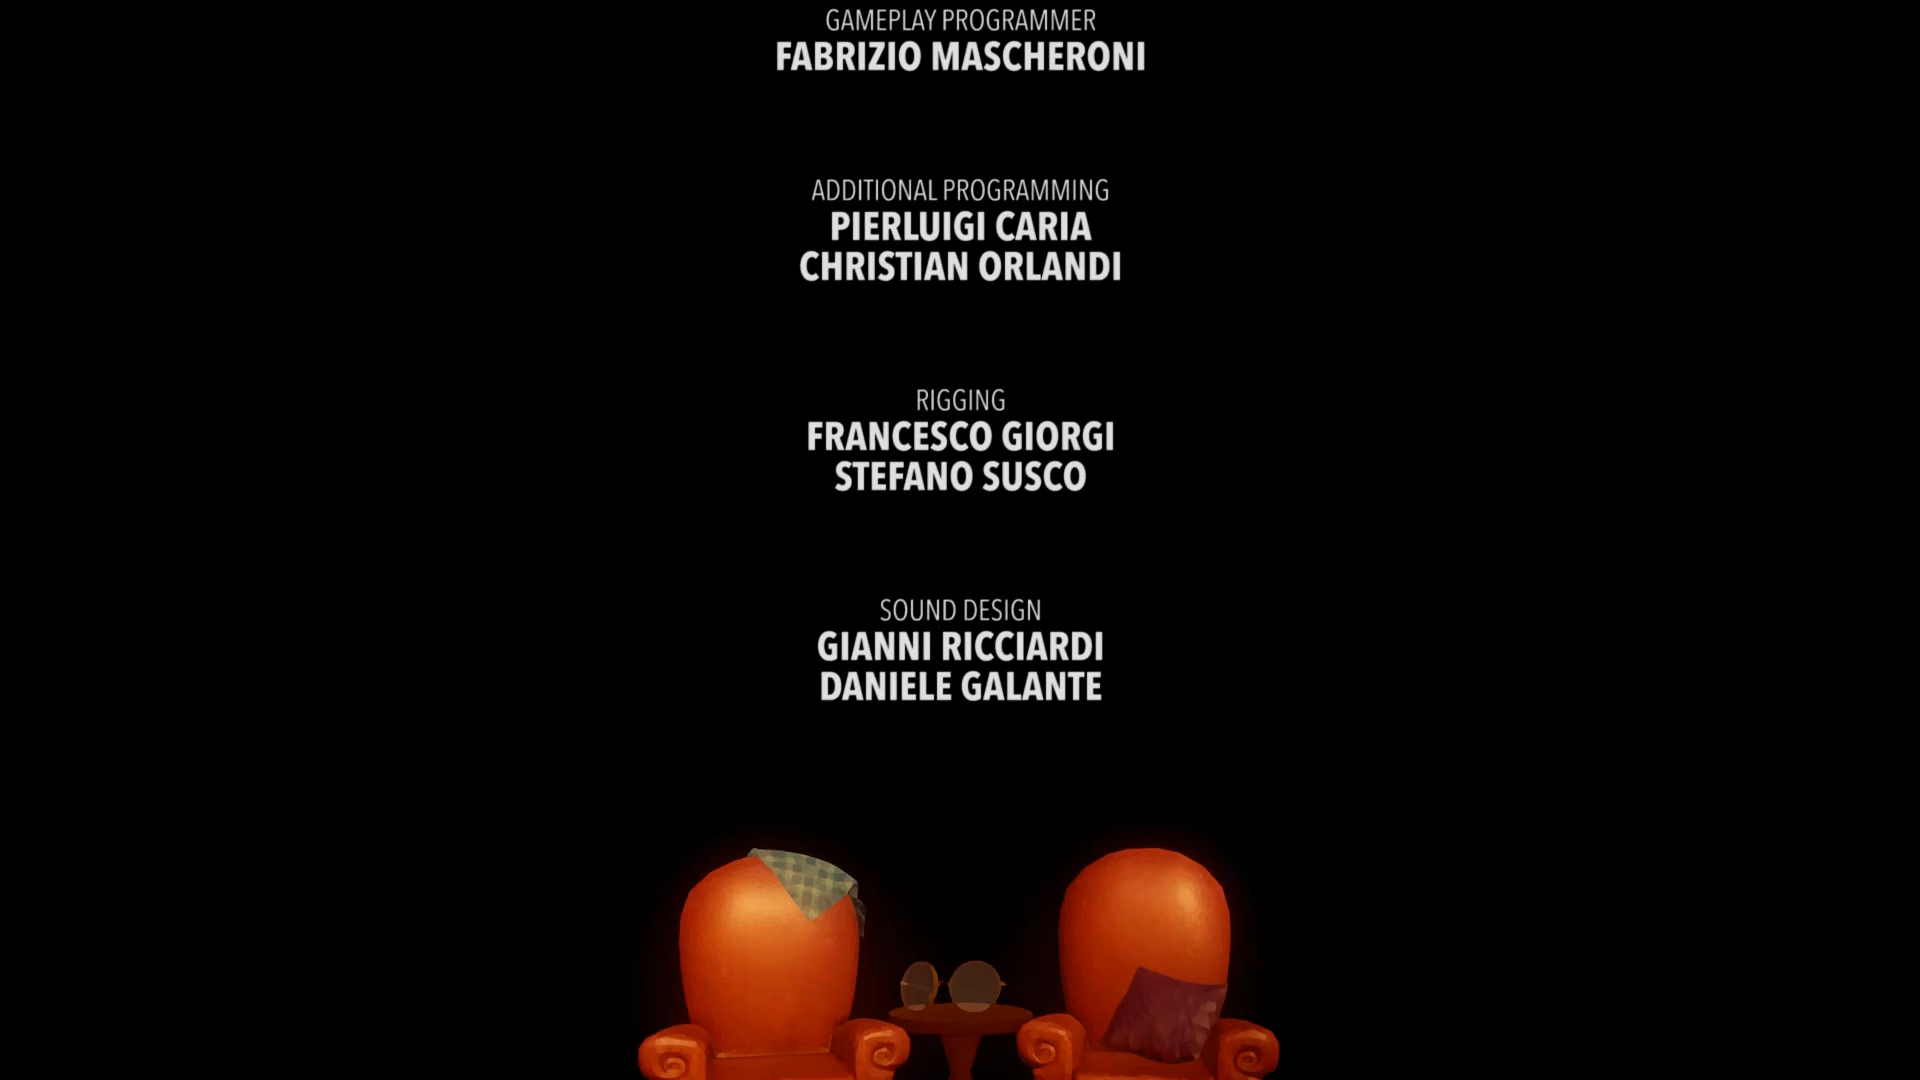 GAMEPLAY PROGRAMMER
FABRIZIO MASCHERONI
ADDITIONAL PROGRAMMING
PIERLUIGI CARIA
CHRISTIAN ORLANDI
RIGGING
FRANCESCO GIORGI
STEFANO SUSCO
SOUND DESIGN
GIANNI RICCIARDI
DANIELE GALANTE